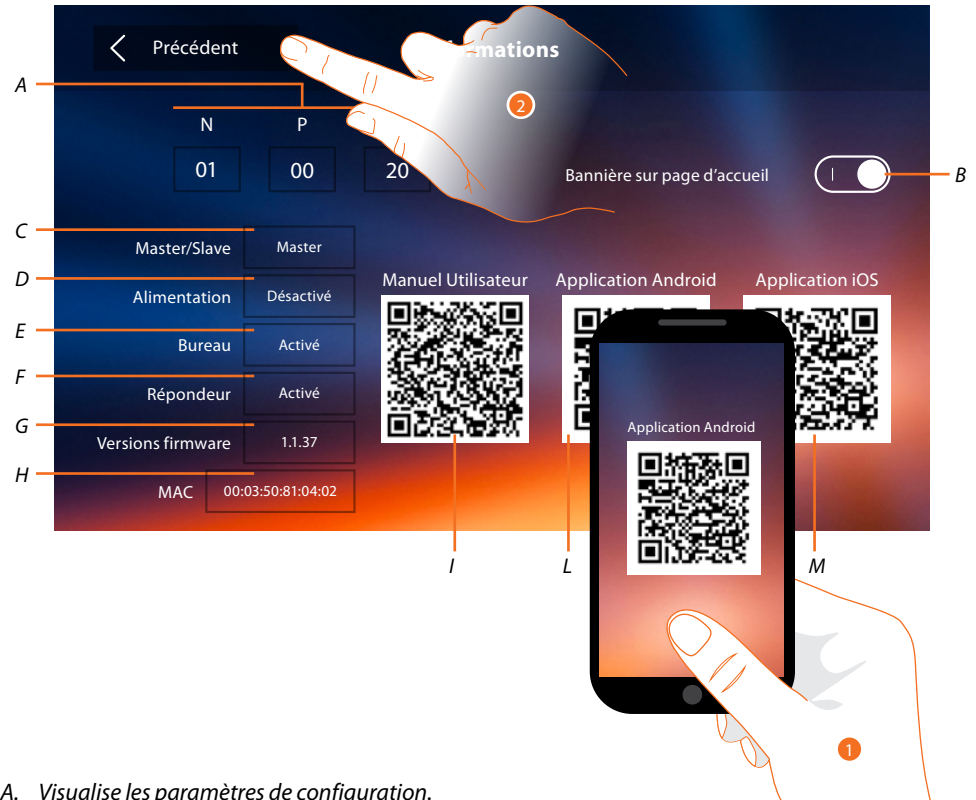 Précédent
mations
A
2
N P
01 00 20
Bannière sur page d'accueil
B
C
Master/Slave Master
D
Alimentation Désactivé
E
Bureau Activé
F
Répondeur Activé
G
Versions firmware 1.1.37
H
MAC 00:03:50:81:04:02
Manuel Utilisateur Application Android Application iOS
Application Android
I L M
1
A. Visualise les paramètres de configuration.